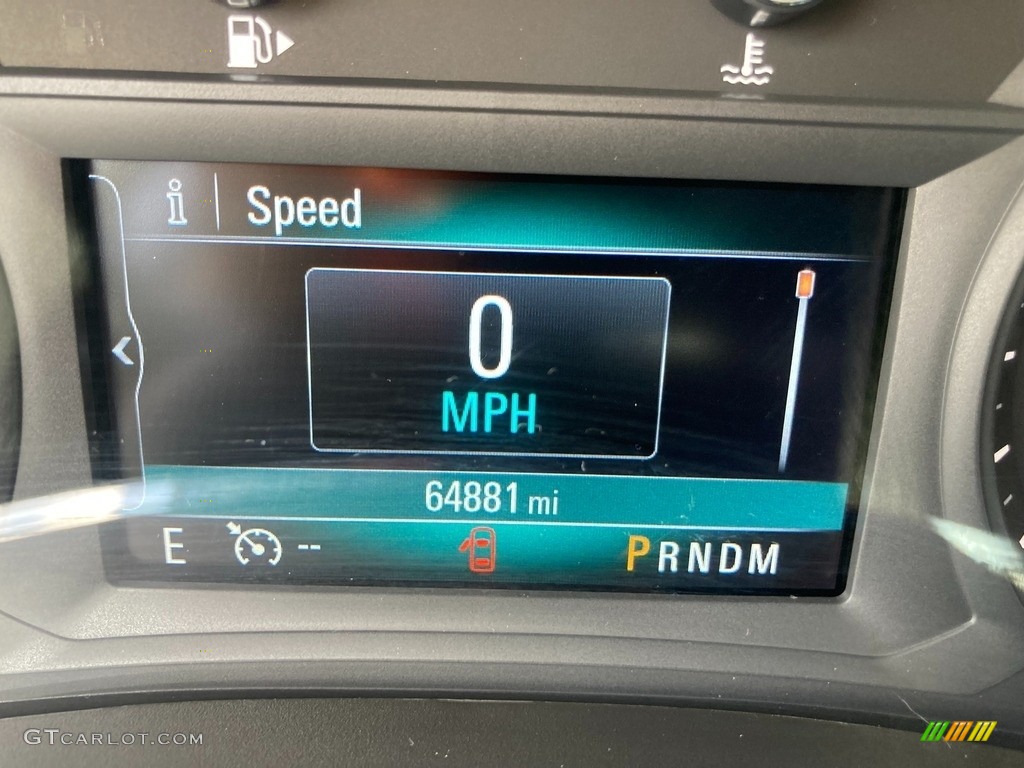 i Speed
0
MPH
64881 mi
E -- PRNDM
GTCARLOT.COM